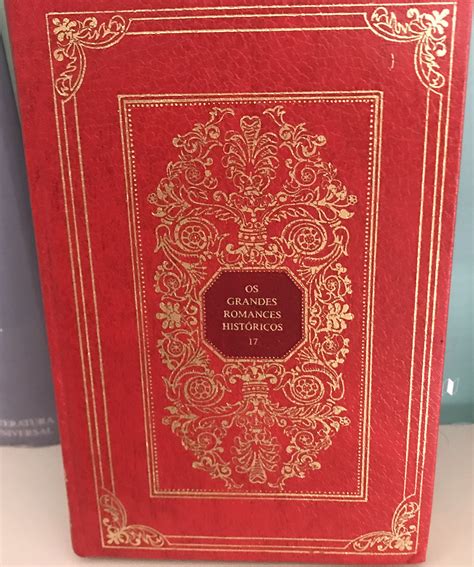 OS
GRANDES
ROMANCES
HISTÓRICOS
17